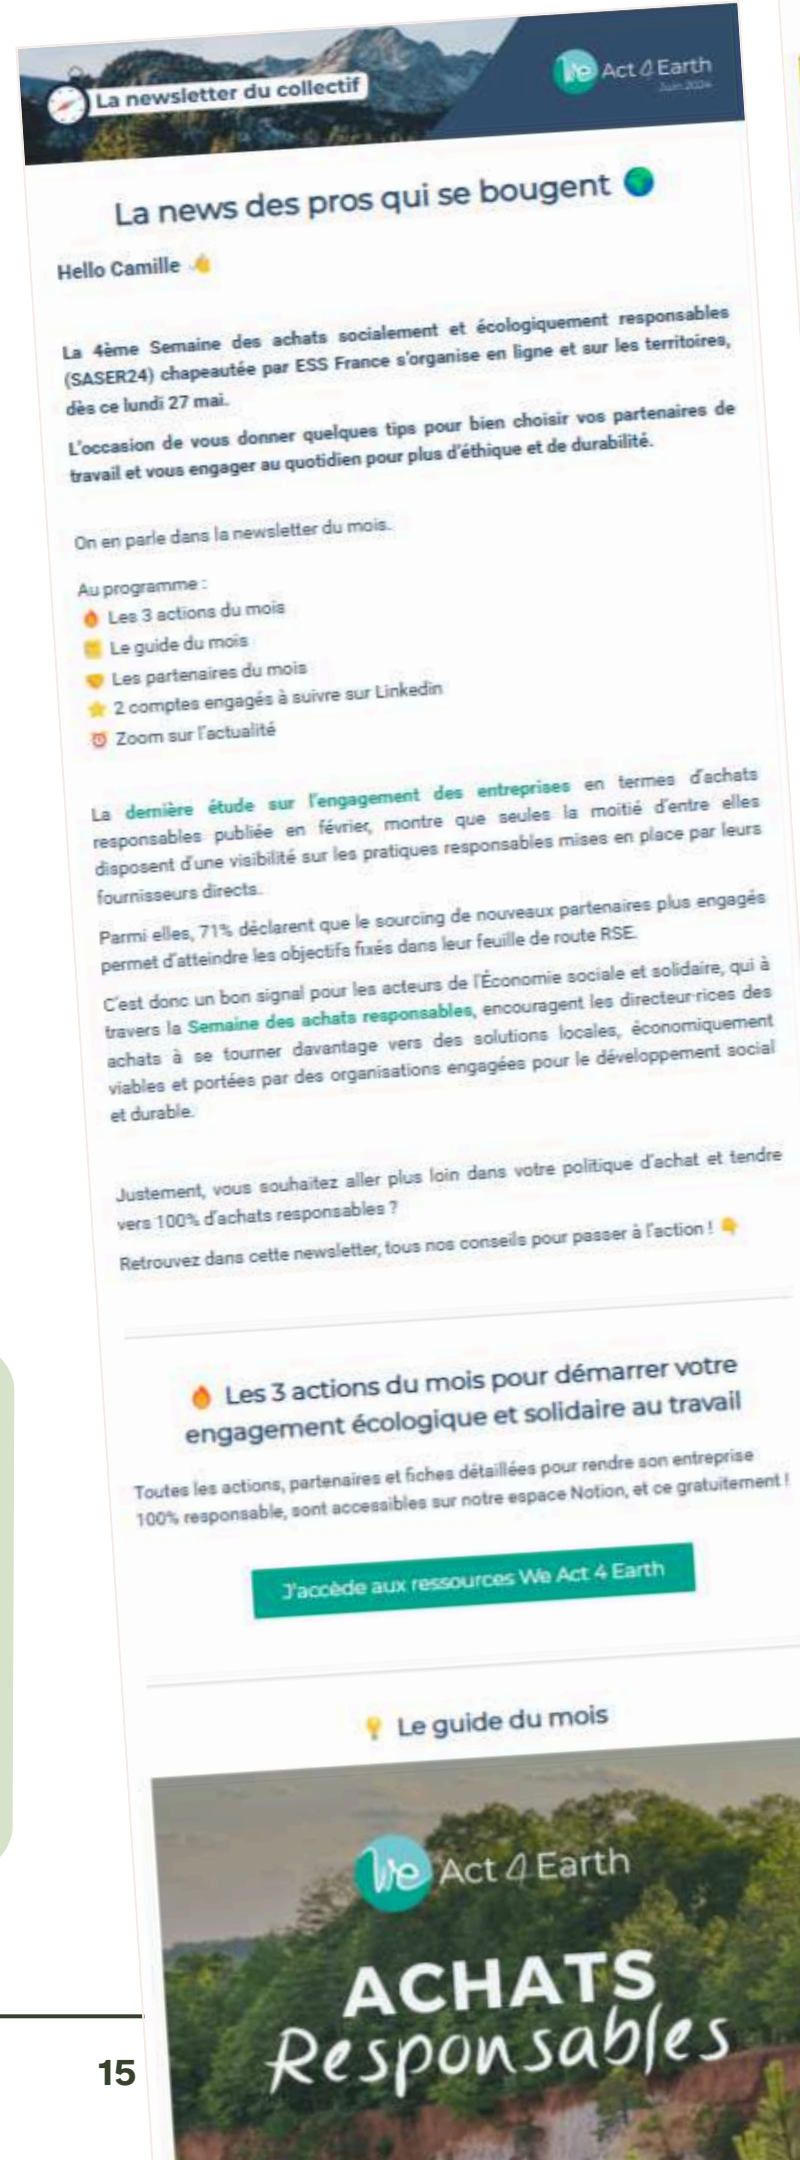 La newsletter du collectif
We Act 4 Earth
Juin 2024
La news des pros qui se bougent
Hello Camille
La 4ème Semaine des achats socialement et écologiquement responsables
(SASER24) chapeautée par ESS France s'organise en ligne et sur les territoires,
dès ce lundi 27 mai.
L'occasion de vous donner quelques tips pour bien choisir vos partenaires de
travail et vous engager au quotidien pour plus d'éthique et de durabilité.
On en parle dans la newsletter du mois.
Au programme :
🔥 Les 3 actions du mois
📒 Le guide du mois
🤝 Les partenaires du mois
⭐ 2 comptes engagés à suivre sur Linkedin
⏰ Zoom sur l'actualité
La dernière étude sur l'engagement des entreprises en termes d'achats
responsables publiée en février, montre que seules la moitié d'entre elles
disposent d'une visibilité sur les pratiques responsables mises en place par leurs
fournisseurs directs.
Parmi elles, 71% déclarent que le sourcing de nouveaux partenaires plus engagés
permet d'atteindre les objectifs fixés dans leur feuille de route RSE.
C'est donc un bon signal pour les acteurs de l'Économie sociale et solidaire, qui à
travers la Semaine des achats responsables, encouragent les directeur·rices des
achats à se tourner davantage vers des solutions locales, économiquement
viables et portées par des organisations engagées pour le développement social
et durable.
Justement, vous souhaitez aller plus loin dans votre politique d'achat et tendre
vers 100% d'achats responsables ?
Retrouvez dans cette newsletter, tous nos conseils pour passer à l'action ! 👇
🔥 Les 3 actions du mois pour démarrer votre
engagement écologique et solidaire au travail
Toutes les actions, partenaires et fiches détaillées pour rendre son entreprise
100% responsable, sont accessibles sur notre espace Notion, et ce gratuitement !
J'accède aux ressources We Act 4 Earth
💡 Le guide du mois
We Act 4 Earth
ACHATS
Responsables
15